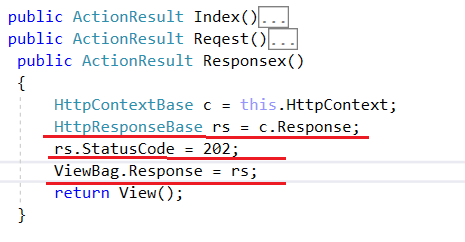 public ActionResult Index()...
public ActionResult Reqest()...
public ActionResult Responsex()
{
HttpContextBase c = this.HttpContext;
HttpResponseBase rs = c.Response;
rs.StatusCode = 202;
ViewBag.Response = rs;
return View();
}